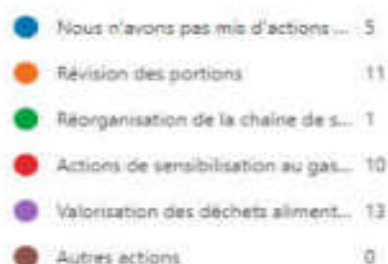 Nous n'avons pas mis d'actions ... 5
Révision des portions 11
Réorganisation de la chaîne de s... 1
Actions de sensibilisation au gas... 10
Valorisation des déchets aliment... 13
Autres actions 0